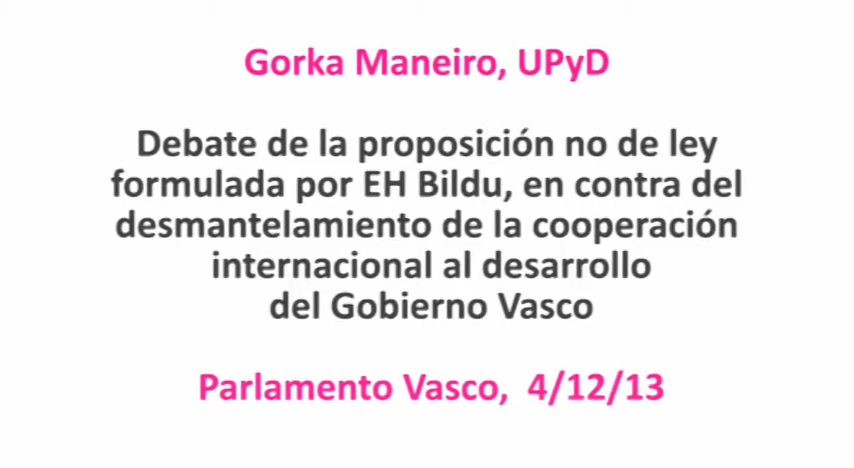 Gorka Maneiro, UPyD
Debate de la proposición no de ley
formulada por EH Bildu, en contra del
desmantelamiento de la cooperación
internacional al desarrollo
del Gobierno Vasco
Parlamento Vasco, 4/12/13